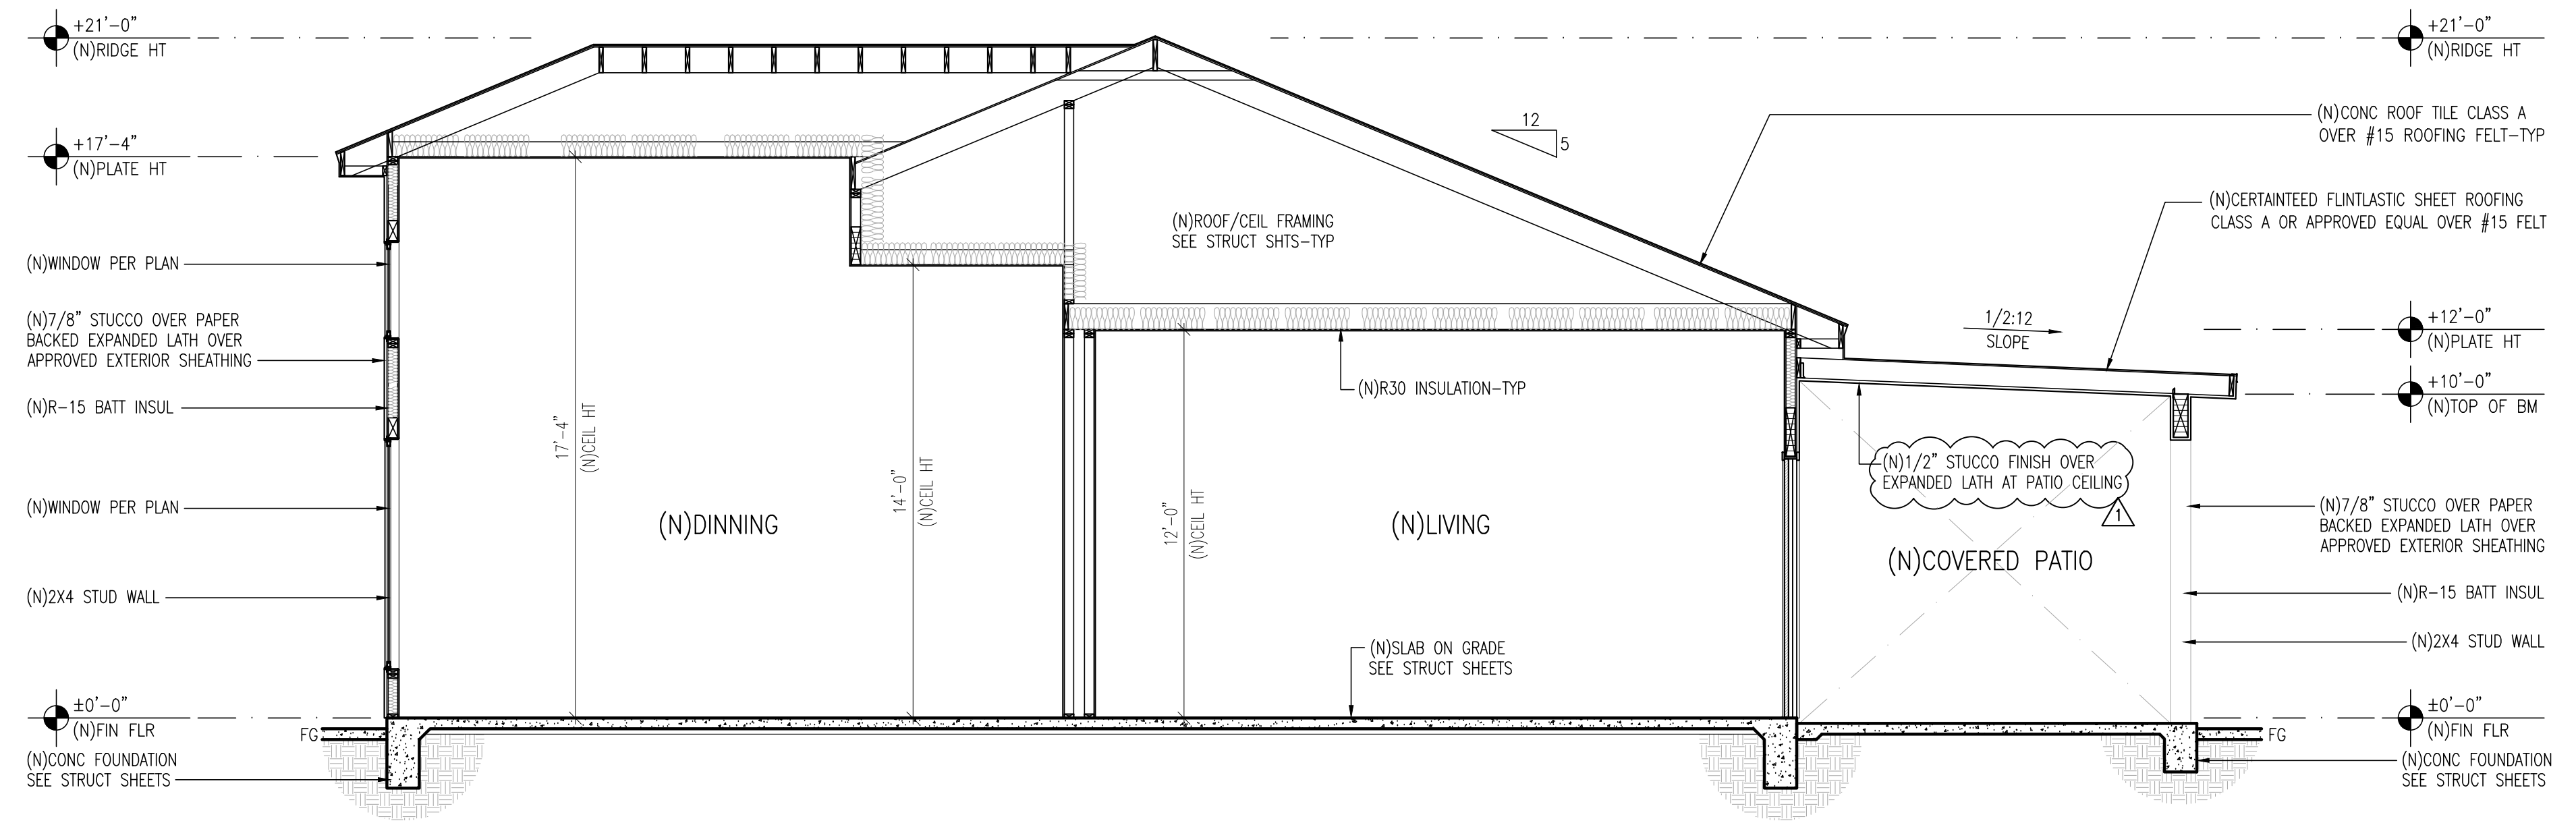 +21'-0"
(N)RIDGE HT
+17'-4"
(N)PLATE HT
(N)WINDOW PER PLAN
(N)7/8" STUCCO OVER PAPER
BACKED EXPANDED LATH OVER
APPROVED EXTERIOR SHEATHING
(N)R-15 BATT INSUL
(N)WINDOW PER PLAN
(N)2X4 STUD WALL
±0'-0"
(N)FIN FLR
FG
(N)CONC FOUNDATION
SEE STRUCT SHEETS
17'-4"
(N)CEIL HT
(N)DINNING
14'-0"
(N)CEIL HT
(N)ROOF/CEIL FRAMING
SEE STRUCT SHTS-TYP
12
5
(N)R30 INSULATION-TYP
12'-0"
(N)CEIL HT
(N)LIVING
(N)SLAB ON GRADE
SEE STRUCT SHEETS
1/2:12
SLOPE
(N)1/2" STUCCO FINISH OVER
EXPANDED LATH AT PATIO CEILING
1
(N)COVERED PATIO
+21'-0"
(N)RIDGE HT
(N)CONC ROOF TILE CLASS A
OVER #15 ROOFING FELT-TYP
(N)CERTAINTEED FLINTLASTIC SHEET ROOFING
CLASS A OR APPROVED EQUAL OVER #15 FELT
+12'-0"
(N)PLATE HT
+10'-0"
(N)TOP OF BM
(N)7/8" STUCCO OVER PAPER
BACKED EXPANDED LATH OVER
APPROVED EXTERIOR SHEATHING
(N)R-15 BATT INSUL
(N)2X4 STUD WALL
±0'-0"
(N)FIN FLR
FG
(N)CONC FOUNDATION
SEE STRUCT SHEETS